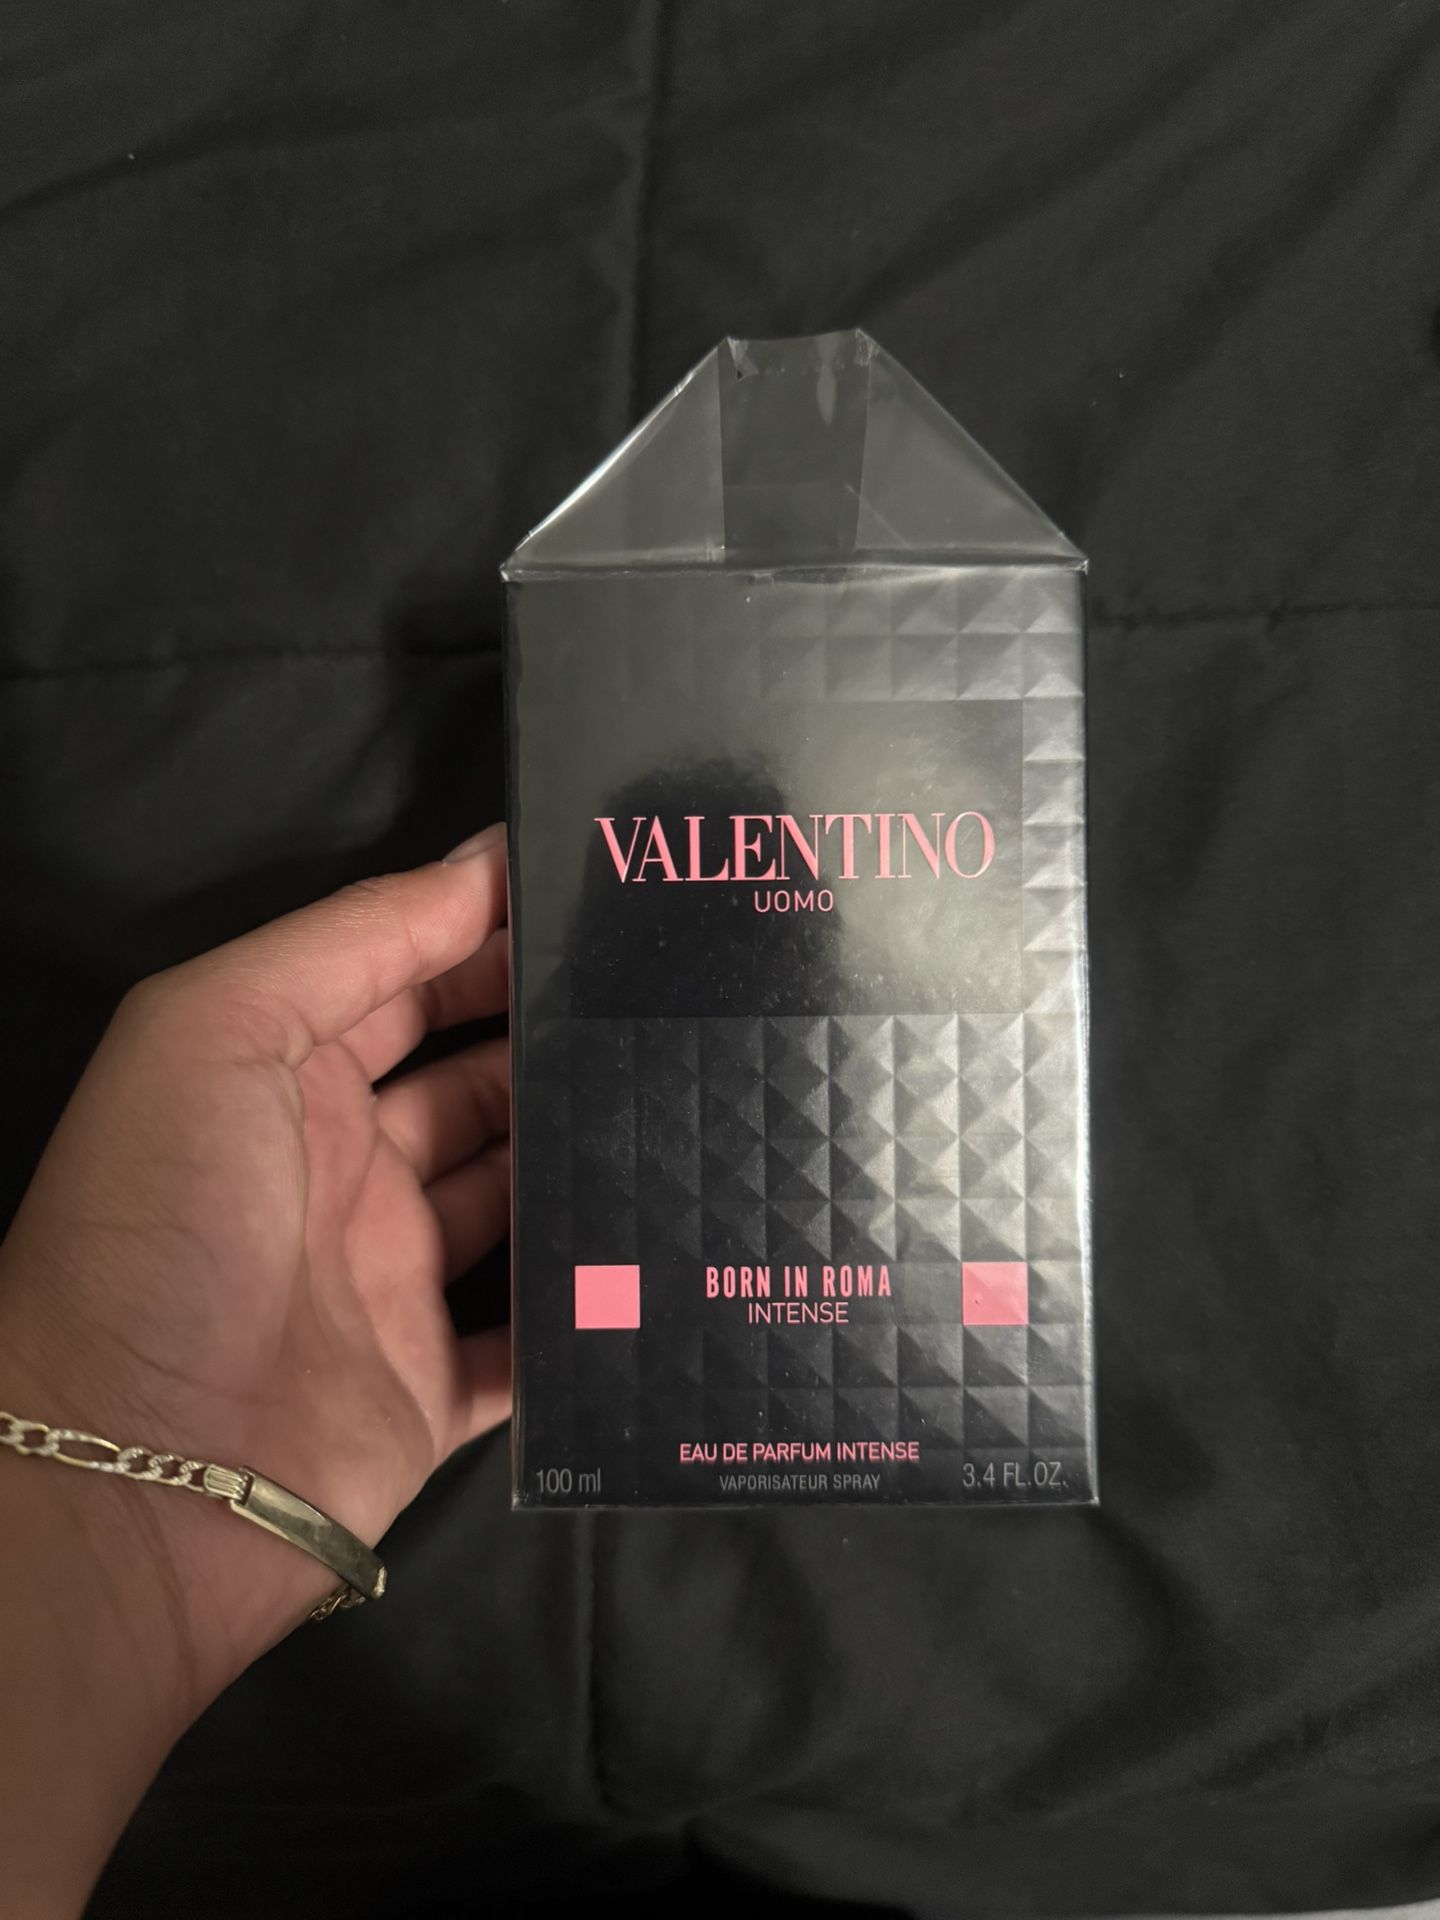 VALENTINO
UOMO
BORN IN ROMA
INTENSE
EAU DE PARFUM INTENSE
100 ml VAPORISATEUR SPRAY 3.4 FL.OZ.